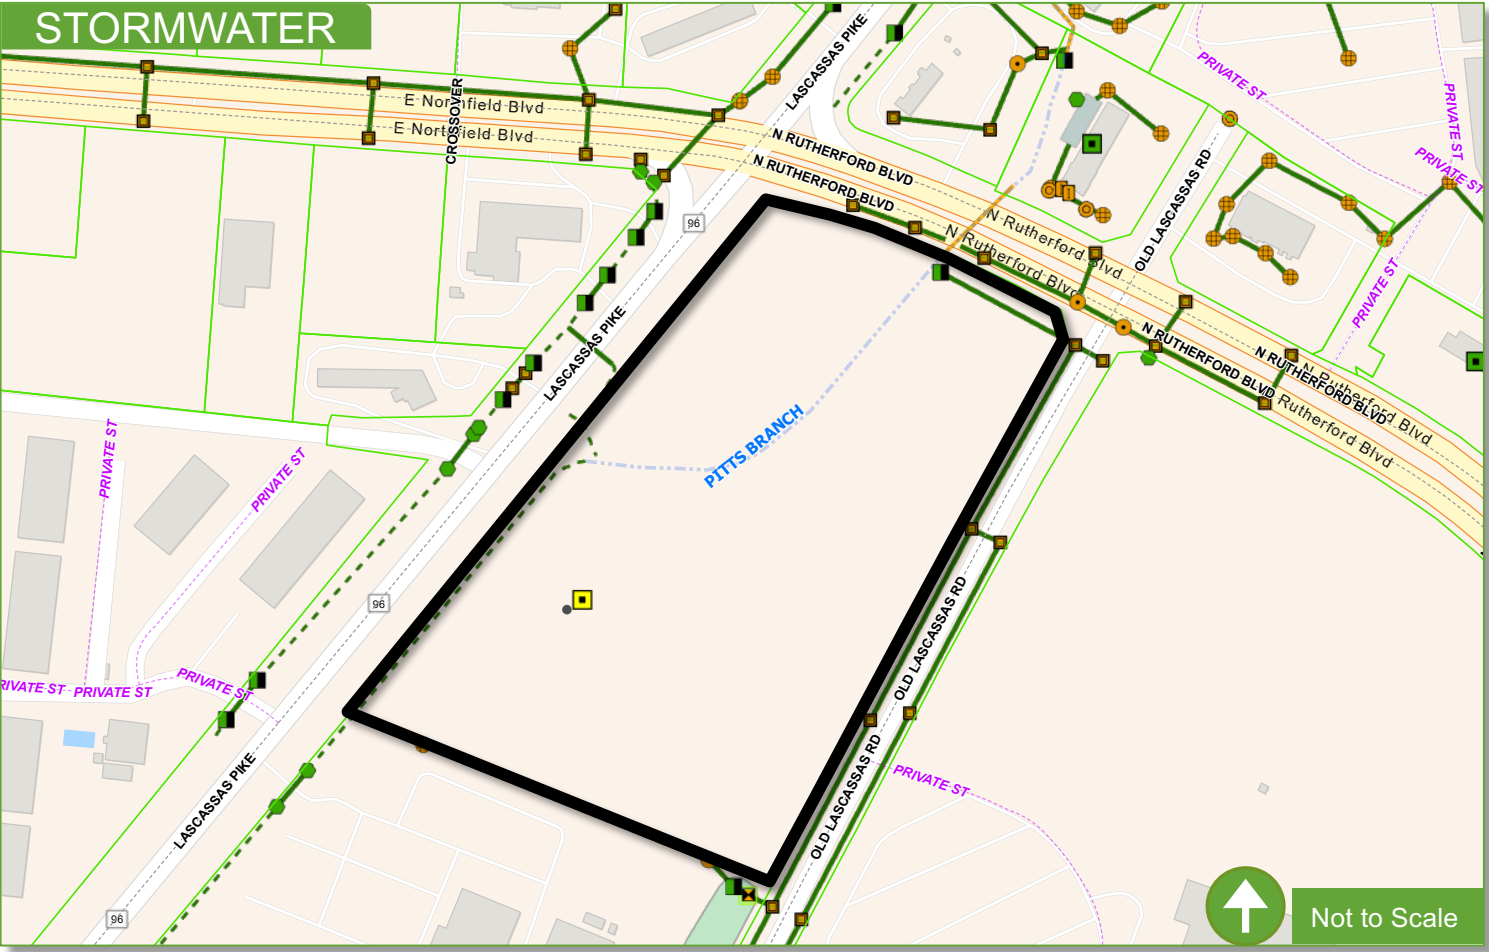 STORMWATER
LASCASSAS PIKE
PRIVATE ST
PRIVATE ST
PRIVATE ST
E Northfield Blvd
E Northfield Blvd
CROSSOVER
N RUTHERFORD BLVD
N RUTHERFORD BLVD
96
OLD LASCASSAS RD
N Rutherford Blvd
N Rutherford Blvd
PRIVATE ST
LASCASSAS PIKE
N RUTHERFORD BLVD
N RUTHERFORD BLVD
N Rutherford Blvd
Rutherford Blvd
PITTS BRANCH
PRIVATE ST
PRIVATE ST
96
OLD LASCASSAS RD
RIVATE ST
PRIVATE ST
PRIVATE ST
LASCASSAS PIKE
OLD LASCASSAS RD
PRIVATE ST
96
Not to Scale